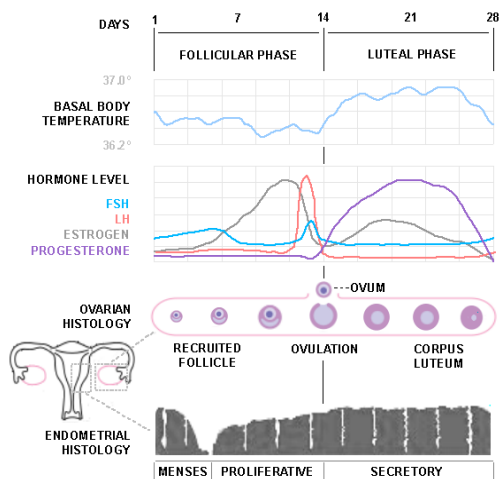 DAYS
1 7 14 21 28
FOLLICULAR PHASE LUTEAL PHASE
37.0°
BASAL BODY
TEMPERATURE
36.2°
HORMONE LEVEL
FSH
LH
ESTROGEN
PROGESTERONE
OVUM
OVARIAN
HISTOLOGY
RECRUITED
FOLLICLE
OVULATION
CORPUS
LUTEUM
ENDOMETRIAL
HISTOLOGY
MENSES PROLIFERATIVE SECRETORY